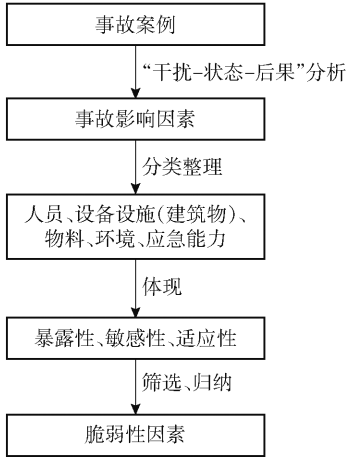 事故案例
“干扰-状态-后果”分析
事故影响因素
分类整理
人员、设备设施(建筑物)、
物料、环境、应急能力
体现
暴露性、敏感性、适应性
筛选、归纳
脆弱性因素